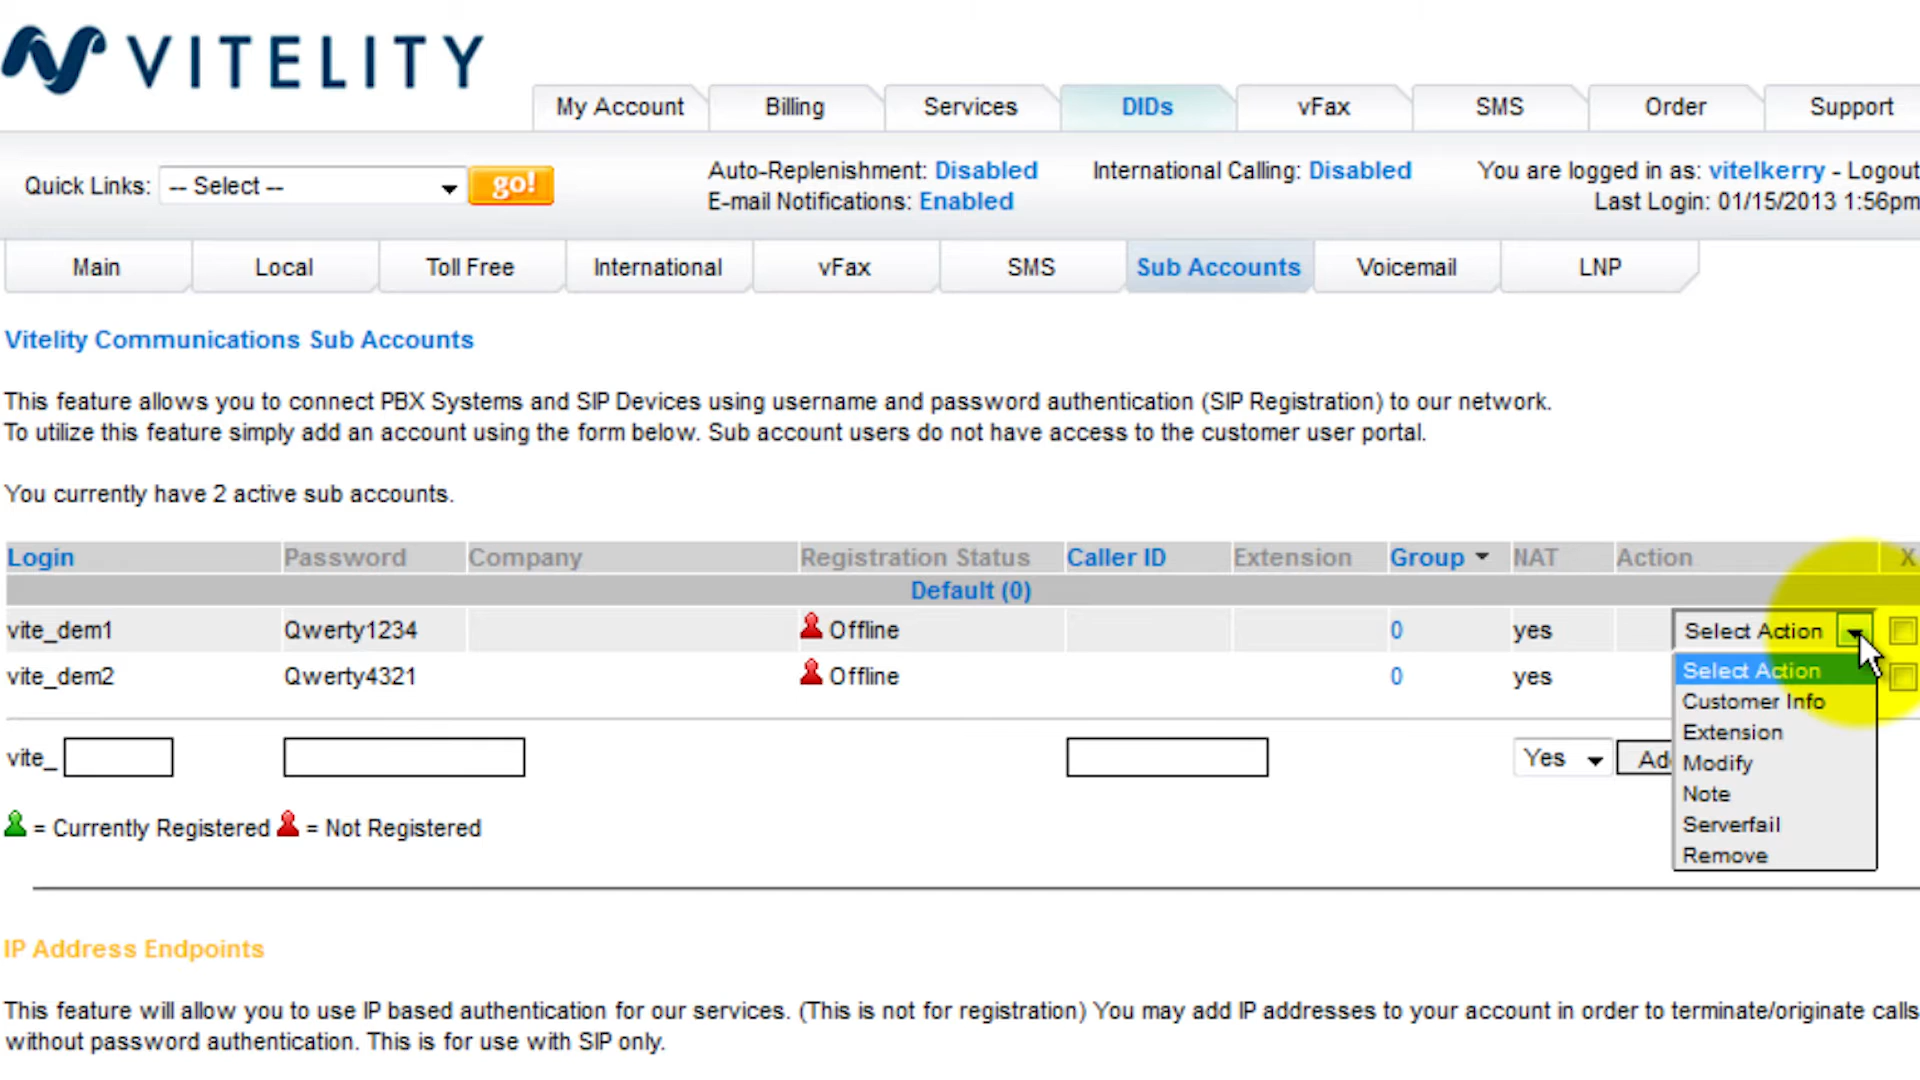 VITELITY
My Account Billing Services DIDs vFax SMS Order Support
Quick Links: -- Select -- go! Auto-Replenishment: Disabled International Calling: Disabled You are logged in as: vitelkerry - Logout
E-mail Notifications: Enabled Last Login: 01/15/2013 1:56pm
Main Local Toll Free International vFax SMS Sub Accounts Voicemail LNP
Vitelity Communications Sub Accounts
This feature allows you to connect PBX Systems and SIP Devices using username and password authentication (SIP Registration) to our network.
To utilize this feature simply add an account using the form below. Sub account users do not have access to the customer user portal.
You currently have 2 active sub accounts.
Login Password Company Registration Status Caller ID Extension Group NAT Action X
Default (0)
vite_dem1 Qwerty1234 Offline 0 yes Select Action
vite_dem2 Qwerty4321 Offline 0 yes
Select Action
Customer Info
Extension
Modify
Note
Serverfail
Remove
vite_ Yes
= Currently Registered = Not Registered
IP Address Endpoints
This feature will allow you to use IP based authentication for our services. (This is not for registration) You may add IP addresses to your account in order to terminate/originate calls
without password authentication. This is for use with SIP only.